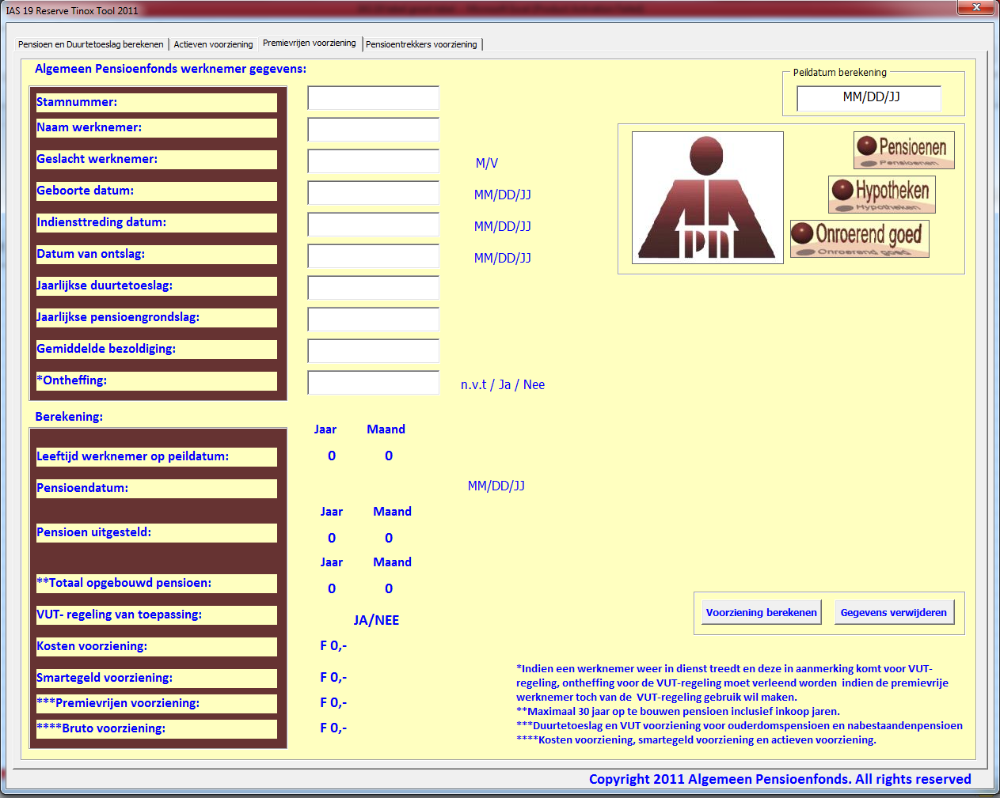 IAS 19 Reserve Tinox Tool 2011
Pensioen en Duurtetoeslag berekenen
Actieven voorziening
Premievrijen voorziening
Pensioentrekkers voorziening
Algemeen Pensioenfonds werknemer gegevens:
Peildatum berekening
MM/DD/JJ
Stamnummer:
Naam werknemer:
Geslacht werknemer:
M/V
Geboorte datum:
MM/DD/JJ
Indiensttreding datum:
MM/DD/JJ
Datum van ontslag:
MM/DD/JJ
Jaarlijkse duurtetoeslag:
Jaarlijkse pensioengrondslag:
Gemiddelde bezoldiging:
*Ontheffing:
n.v.t / Ja / Nee
Pensioenen
Pensioenen
Hypotheken
Hypotheken
Onroerend goed
Onroerend goed
Berekening:
Jaar Maand
Leeftijd werknemer op peildatum:
0 0
Pensioendatum:
MM/DD/JJ
Jaar Maand
Pensioen uitgesteld:
0 0
Jaar Maand
**Totaal opgebouwd pensioen:
0 0
VUT- regeling van toepassing:
JA/NEE
Kosten voorziening:
F 0,-
Smartegeld voorziening:
F 0,-
***Premievrijen voorziening:
F 0,-
****Bruto voorziening:
F 0,-
Voorziening berekenen
Gegevens verwijderen
*Indien een werknemer weer in dienst treedt en deze in aanmerking komt voor VUT-
regeling, ontheffing voor de VUT-regeling moet verleend worden indien de premievrije
werknemer toch van de VUT-regeling gebruik wil maken.
**Maximaal 30 jaar op te bouwen pensioen inclusief inkoop jaren.
***Duurtetoeslag en VUT voorziening voor ouderdomspensioen en nabestaandenpensioen
****Kosten voorziening, smartegeld voorziening en actieven voorziening.
Copyright 2011 Algemeen Pensioenfonds. All rights reserved